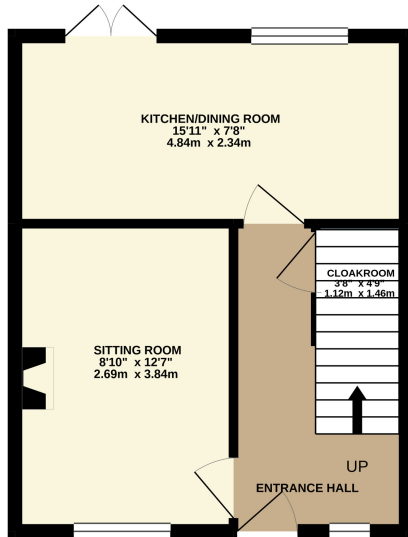 KITCHEN/DINING ROOM
15'11" x 7'8"
4.84m x 2.34m
CLOAKROOM
3'8" x 4'9"
1.12m x 1.46m
SITTING ROOM
8'10" x 12'7"
2.69m x 3.84m
UP
ENTRANCE HALL